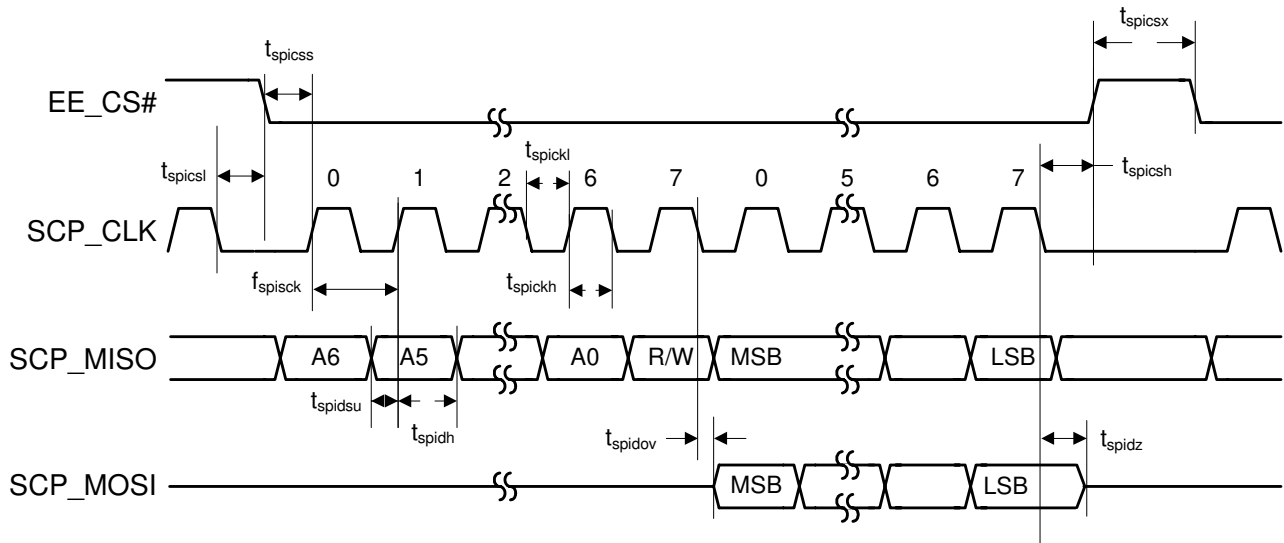 t_spicss
t_spicsx
EE_CS#
t_spicsl
t_spickl
t_spicsh
0 1 2 6 7 0 5 6 7
SCP_CLK
f_spisck
t_spickh
SCP_MISO
A6 A5 A0 R/W MSB LSB
t_spidsu
t_spidh
t_spidov
t_spidz
SCP_MOSI
MSB LSB